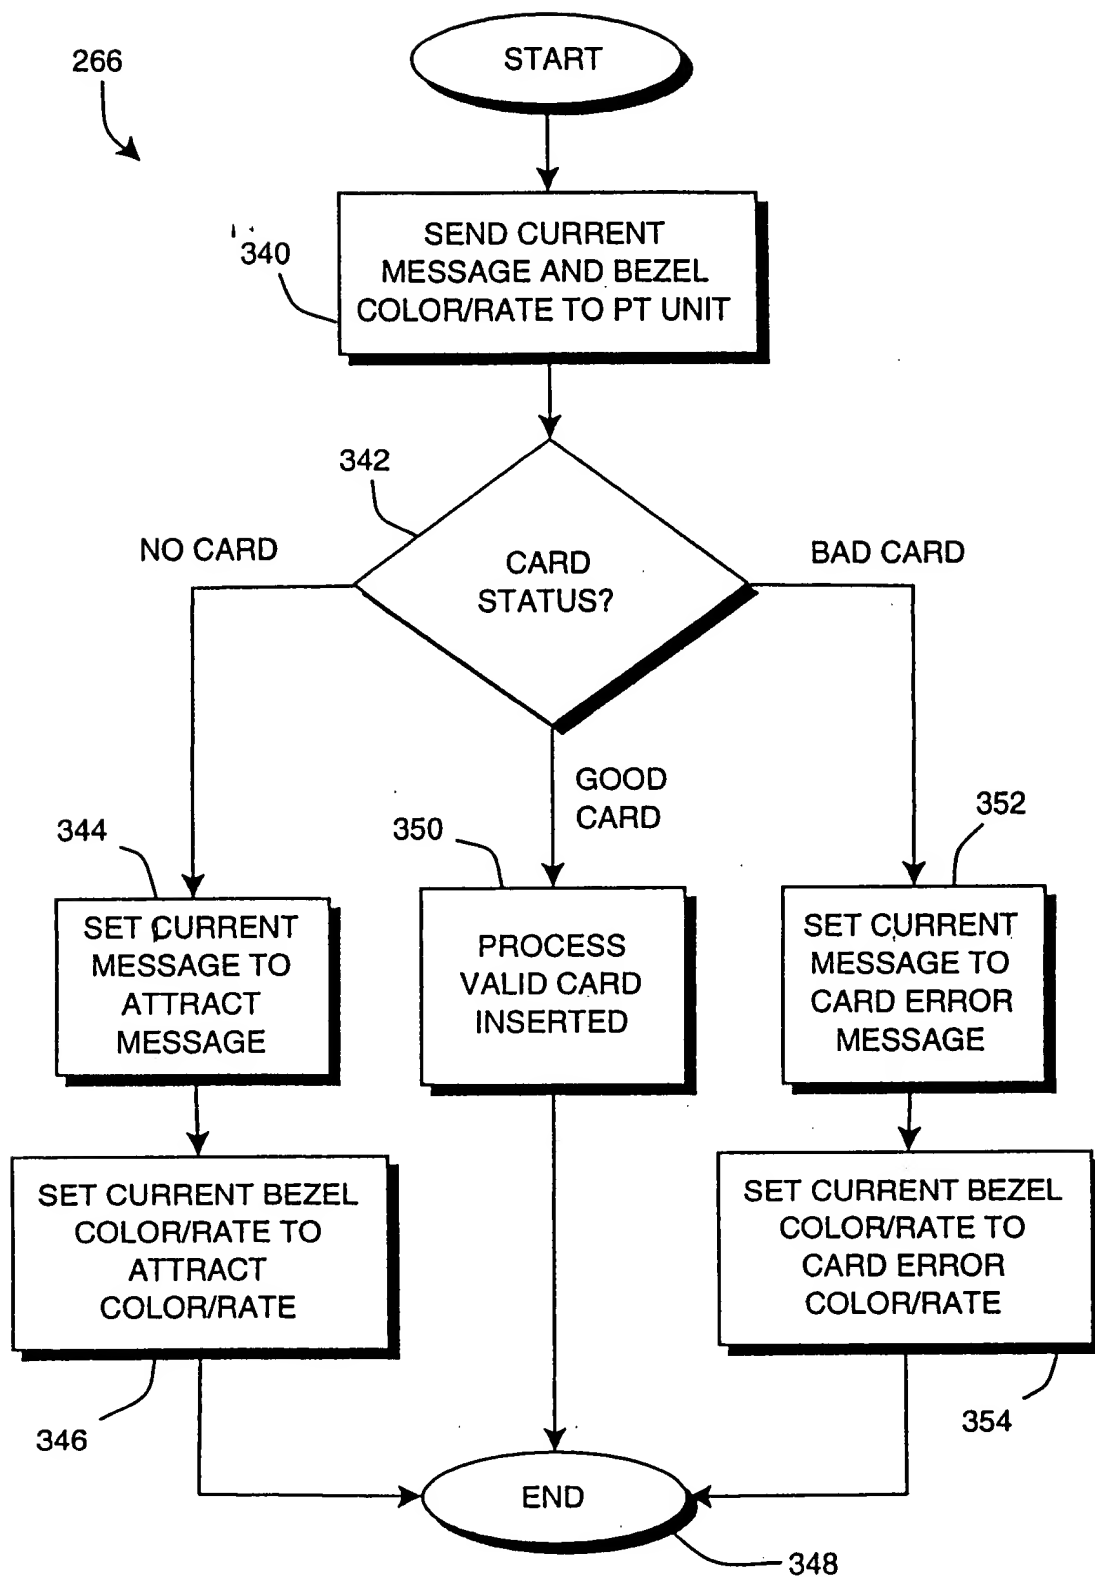 START
266
340
SEND CURRENT
MESSAGE AND BEZEL
COLOR/RATE TO PT UNIT
342
NO CARD
CARD
STATUS?
BAD CARD
GOOD
CARD
344
SET CURRENT
MESSAGE TO
ATTRACT
MESSAGE
350
PROCESS
VALID CARD
INSERTED
352
SET CURRENT
MESSAGE TO
CARD ERROR
MESSAGE
SET CURRENT BEZEL
COLOR/RATE TO
ATTRACT
COLOR/RATE
346
SET CURRENT BEZEL
COLOR/RATE TO
CARD ERROR
COLOR/RATE
354
END
348